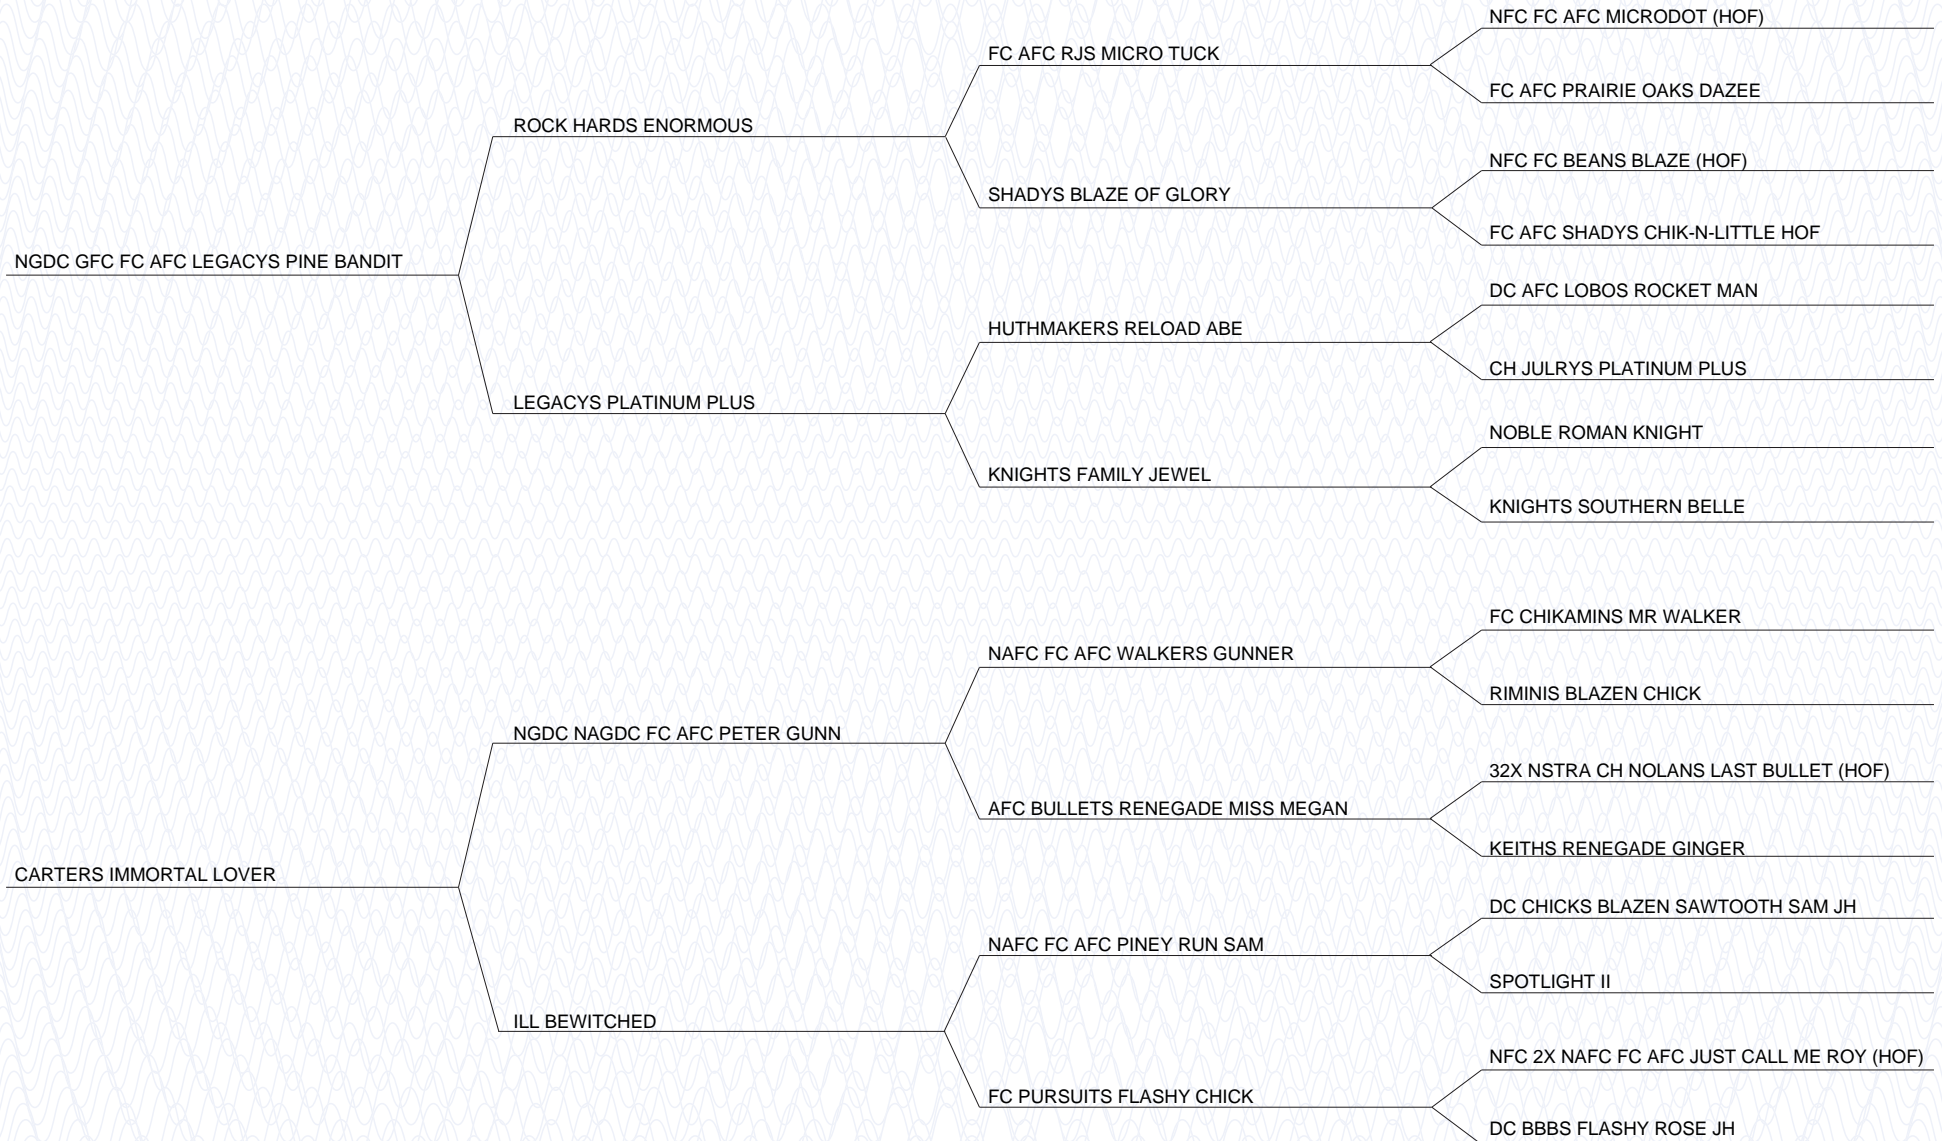 NFC FC AFC MICRODOT (HOF)
FC AFC RJS MICRO TUCK
FC AFC PRAIRIE OAKS DAZEE
ROCK HARDS ENORMOUS
NFC FC BEANS BLAZE (HOF)
SHADYS BLAZE OF GLORY
FC AFC SHADYS CHIK-N-LITTLE HOF
NGDC GFC FC AFC LEGACYS PINE BANDIT
DC AFC LOBOS ROCKET MAN
HUTHMAKERS RELOAD ABE
CH JULRYS PLATINUM PLUS
LEGACYS PLATINUM PLUS
NOBLE ROMAN KNIGHT
KNIGHTS FAMILY JEWEL
KNIGHTS SOUTHERN BELLE
FC CHIKAMINS MR WALKER
NAFC FC AFC WALKERS GUNNER
RIMINIS BLAZEN CHICK
NGDC NAGDC FC AFC PETER GUNN
32X NSTRA CH NOLANS LAST BULLET (HOF)
AFC BULLETS RENEGADE MISS MEGAN
KEITHS RENEGADE GINGER
CARTERS IMMORTAL LOVER
DC CHICKS BLAZEN SAWTOOTH SAM JH
NAFC FC AFC PINEY RUN SAM
SPOTLIGHT II
ILL BEWITCHED
NFC 2X NAFC FC AFC JUST CALL ME ROY (HOF)
FC PURSUITS FLASHY CHICK
DC BBBS FLASHY ROSE JH